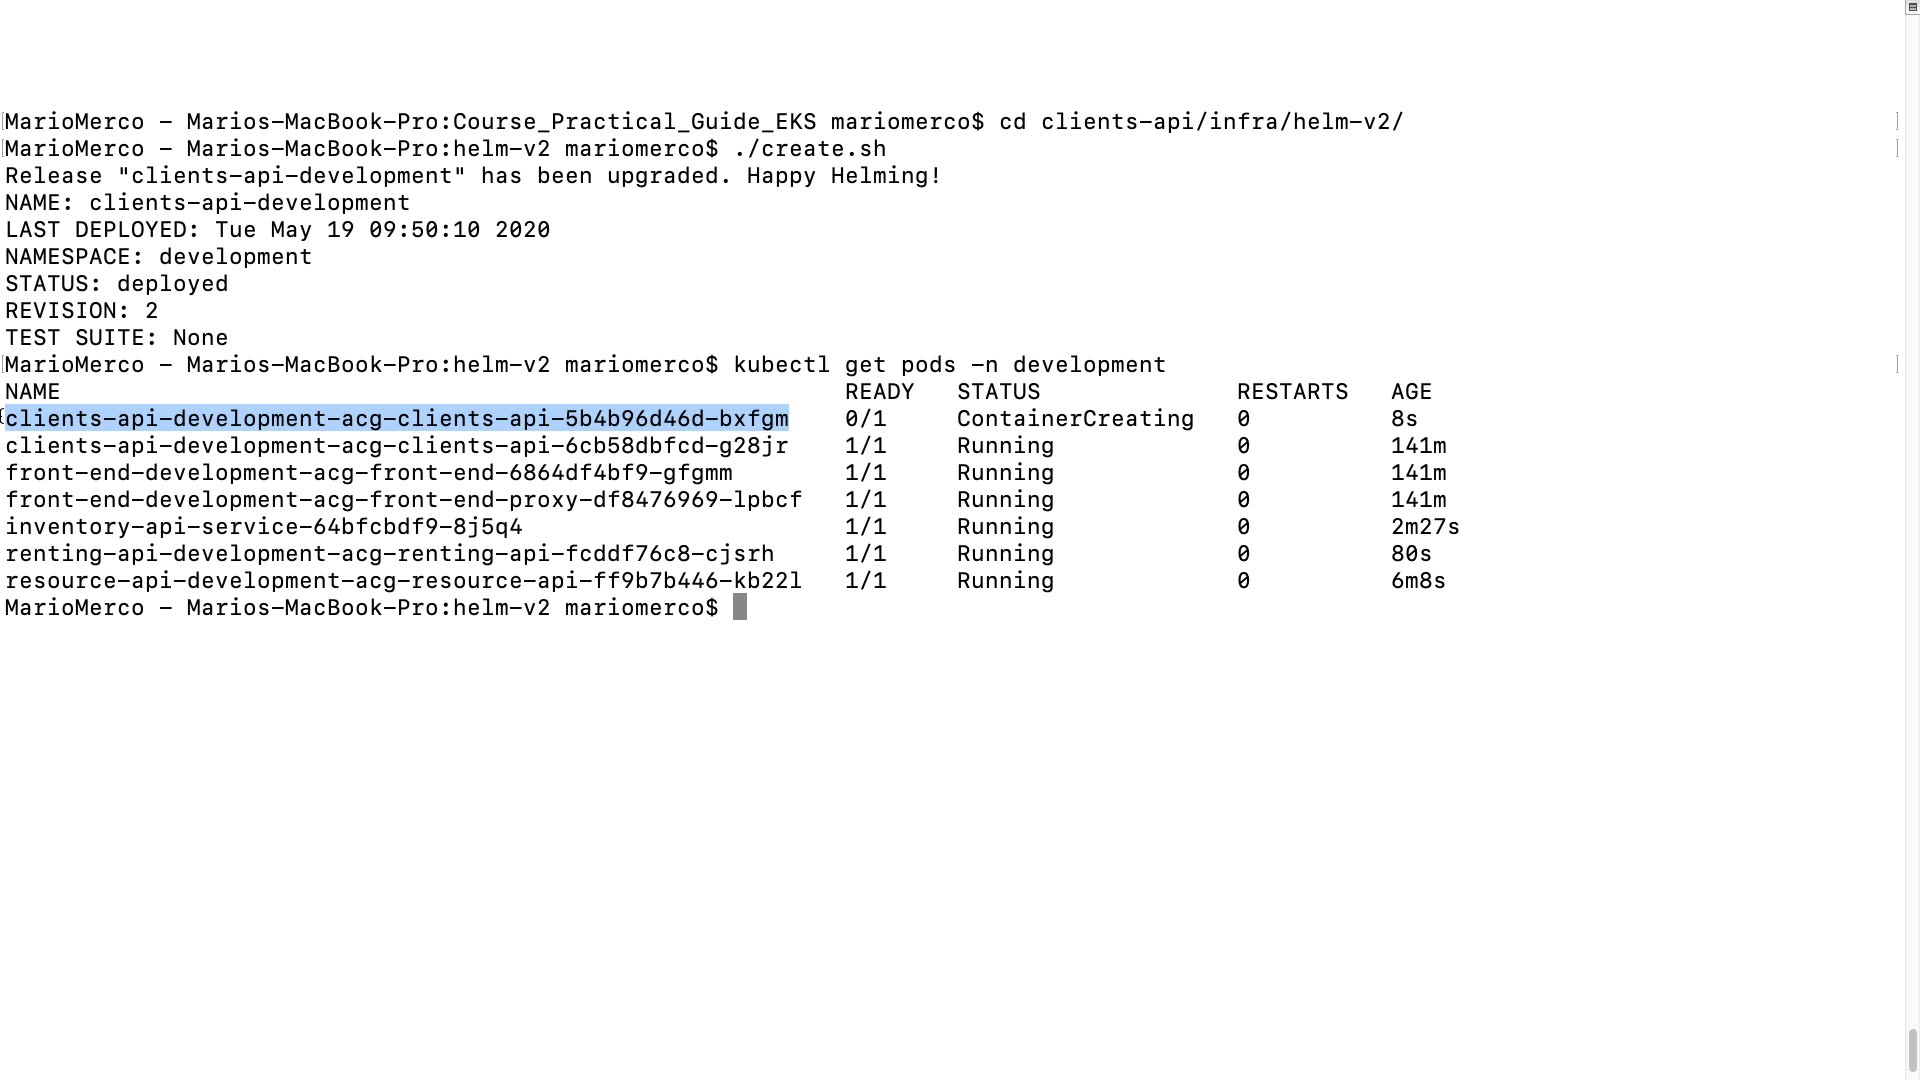 MarioMerco - Marios-MacBook-Pro:Course_Practical_Guide_EKS mariomerco$ cd clients-api/infra/helm-v2/
MarioMerco - Marios-MacBook-Pro:helm-v2 mariomerco$ ./create.sh
Release "clients-api-development" has been upgraded. Happy Helming!
NAME: clients-api-development
LAST DEPLOYED: Tue May 19 09:50:10 2020
NAMESPACE: development
STATUS: deployed
REVISION: 2
TEST SUITE: None
MarioMerco - Marios-MacBook-Pro:helm-v2 mariomerco$ kubectl get pods -n development
NAME READY STATUS RESTARTS AGE
clients-api-development-acg-clients-api-5b4b96d46d-bxfgm 0/1 ContainerCreating 0 8s
clients-api-development-acg-clients-api-6cb58dbfcd-g28jr 1/1 Running 0 141m
front-end-development-acg-front-end-6864df4bf9-gfgmm 1/1 Running 0 141m
front-end-development-acg-front-end-proxy-df8476969-lpbcf 1/1 Running 0 141m
inventory-api-service-64bfcbdf9-8j5q4 1/1 Running 0 2m27s
renting-api-development-acg-renting-api-fcddf76c8-cjsrh 1/1 Running 0 80s
resource-api-development-acg-resource-api-ff9b7b446-kb22l 1/1 Running 0 6m8s
MarioMerco - Marios-MacBook-Pro:helm-v2 mariomerco$